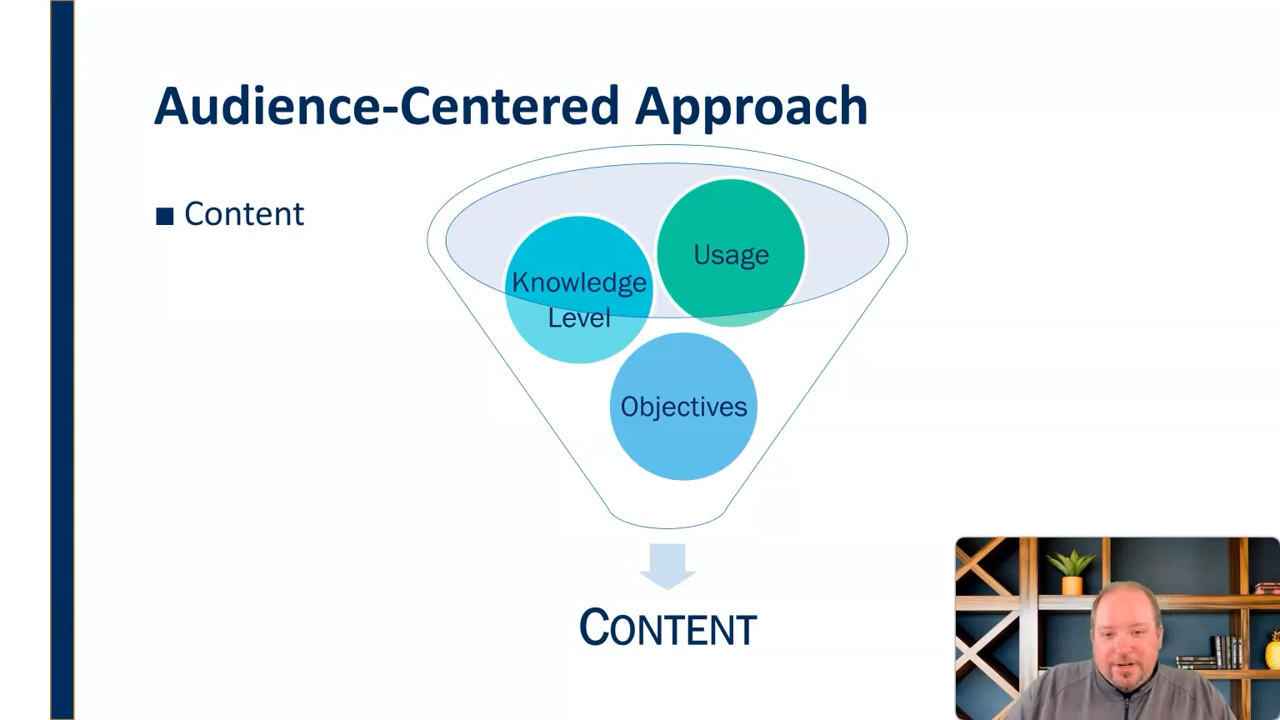 Audience-Centered Approach
Content
Usage
Knowledge
Level
Objectives
CONTENT